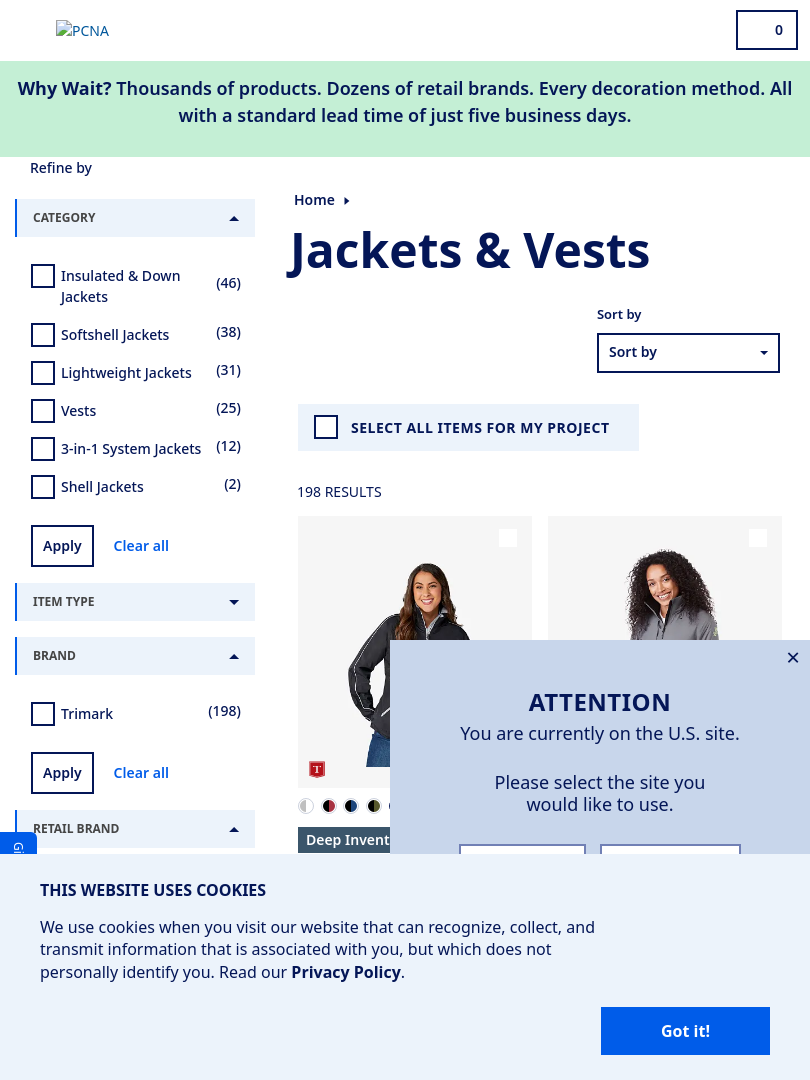 PCNA
0
Why Wait? Thousands of products. Dozens of retail brands. Every decoration method. All
with a standard lead time of just five business days.
Refine by
CATEGORY
Insulated & Down
Jackets
(46)
Softshell Jackets (38)
Lightweight Jackets (31)
Vests (25)
3-in-1 System Jackets (12)
Shell Jackets (2)
Apply Clear all
ITEM TYPE
BRAND
Trimark (198)
Apply Clear all
RETAIL BRAND
Home
Jackets & Vests
Sort by
Sort by
SELECT ALL ITEMS FOR MY PROJECT
198 RESULTS
T
Deep Invent
×
ATTENTION
You are currently on the U.S. site.
Please select the site you
would like to use.
Gi
THIS WEBSITE USES COOKIES
We use cookies when you visit our website that can recognize, collect, and
transmit information that is associated with you, but which does not
personally identify you. Read our Privacy Policy.
Got it!